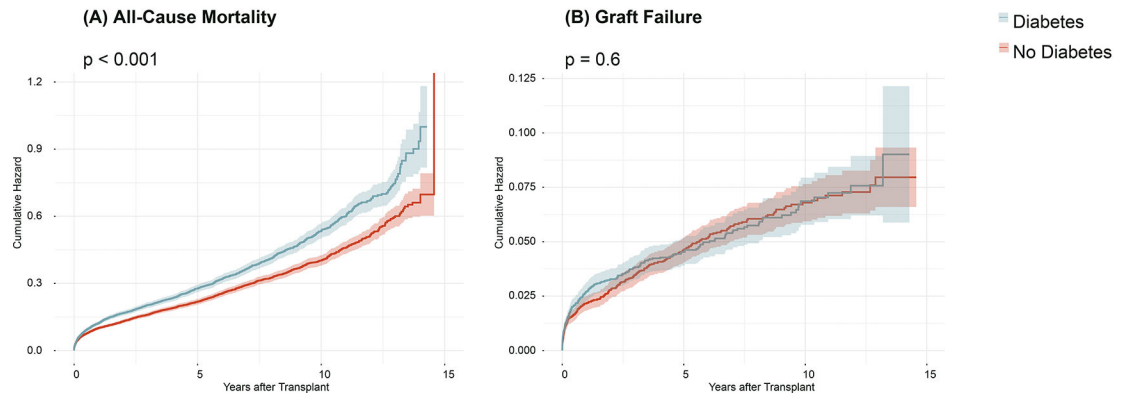 (A) All-Cause Mortality
p < 0.001
1.2
0.9
0.6
0.3
0.0
Cumulative Hazard
0 5 10 15
Years after Transplant
(B) Graft Failure
p = 0.6
0.125
0.100
0.075
0.050
0.025
0.000
Cumulative Hazard
0 5 10 15
Years after Transplant
Diabetes
No Diabetes